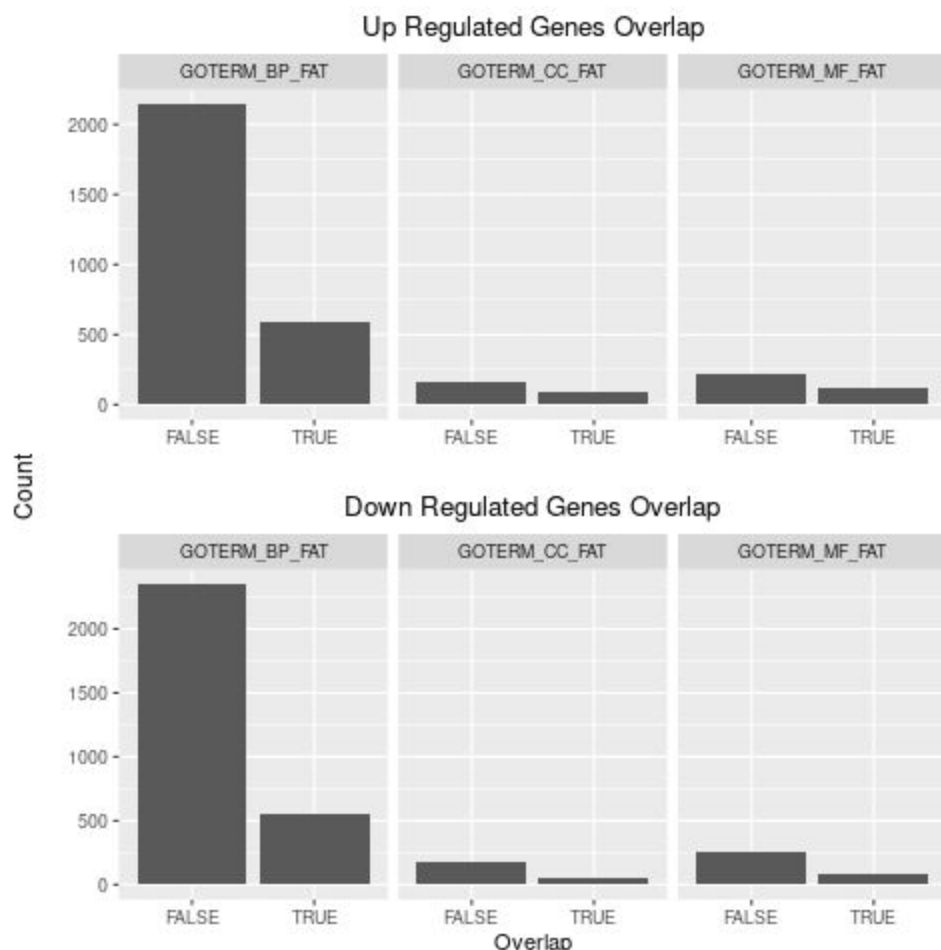 Up Regulated Genes Overlap
GOTERM_BP_FAT GOTERM_CC_FAT GOTERM_MF_FAT
2000
1500
1000
500
0
FALSE TRUE FALSE TRUE FALSE TRUE
Count
Down Regulated Genes Overlap
GOTERM_BP_FAT GOTERM_CC_FAT GOTERM_MF_FAT
2000
1500
1000
500
0
FALSE TRUE FALSE TRUE FALSE TRUE
Overlap